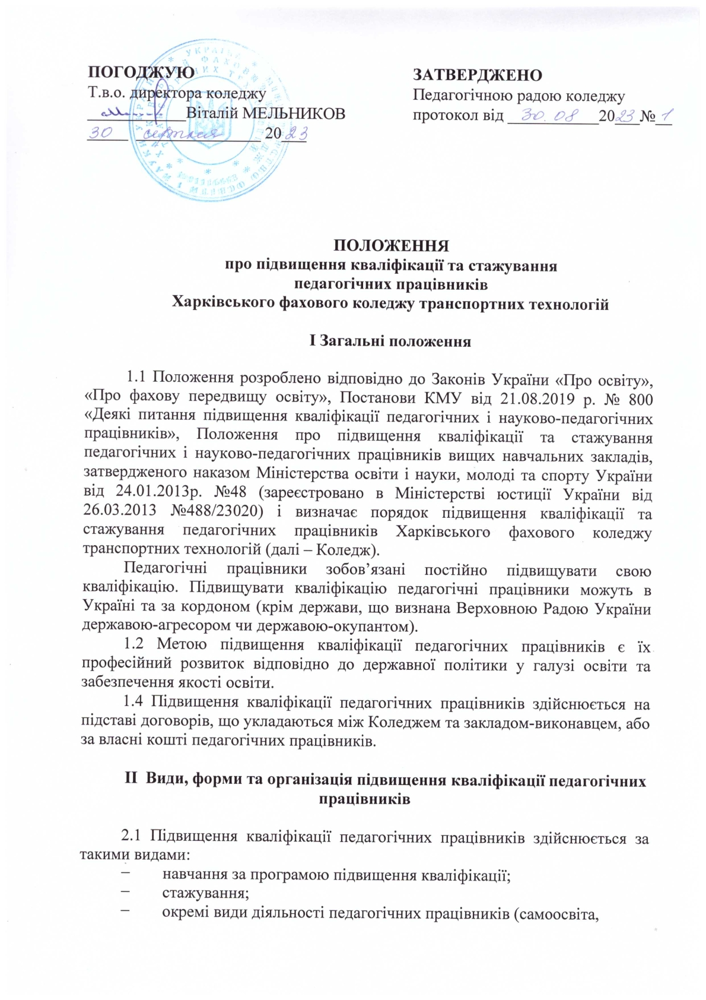 ПОГОДЖУЮ
Т.в.о. директора коледжу
____________Віталій МЕЛЬНИКОВ
30 серпня 2023
ЗАТВЕРДЖЕНО
Педагогічною радою коледжу
протокол від 30.08 2023 № 1
ПОЛОЖЕННЯ
про підвищення кваліфікації та стажування
педагогічних працівників
Харківського фахового коледжу транспортних технологій
І Загальні положення
1.1 Положення розроблено відповідно до Законів України «Про освіту»,
«Про фахову передвищу освіту», Постанови КМУ від 21.08.2019 р. № 800
«Деякі питання підвищення кваліфікації педагогічних і науково-педагогічних
працівників», Положення про підвищення кваліфікації та стажування
педагогічних і науково-педагогічних працівників вищих навчальних закладів,
затвердженого наказом Міністерства освіти і науки, молоді та спорту України
від 24.01.2013р. №48 (зареєстровано в Міністерстві юстиції України від
26.03.2013 №488/23020) і визначає порядок підвищення кваліфікації та
стажування педагогічних працівників Харківського фахового коледжу
транспортних технологій (далі – Коледж).
Педагогічні працівники зобов’язані постійно підвищувати свою
кваліфікацію. Підвищувати кваліфікацію педагогічні працівники можуть в
Україні та за кордоном (крім держави, що визнана Верховною Радою України
державою-агресором чи державою-окупантом).
1.2 Метою підвищення кваліфікації педагогічних працівників є їх
професійний розвиток відповідно до державної політики у галузі освіти та
забезпечення якості освіти.
1.4 Підвищення кваліфікації педагогічних працівників здійснюється на
підставі договорів, що укладаються між Коледжем та закладом-виконавцем, або
за власні кошти педагогічних працівників.
ІІ Види, форми та організація підвищення кваліфікації педагогічних
працівників
2.1 Підвищення кваліфікації педагогічних працівників здійснюється за
такими видами:
− навчання за програмою підвищення кваліфікації;
− стажування;
− окремі види діяльності педагогічних працівників (самоосвіта,